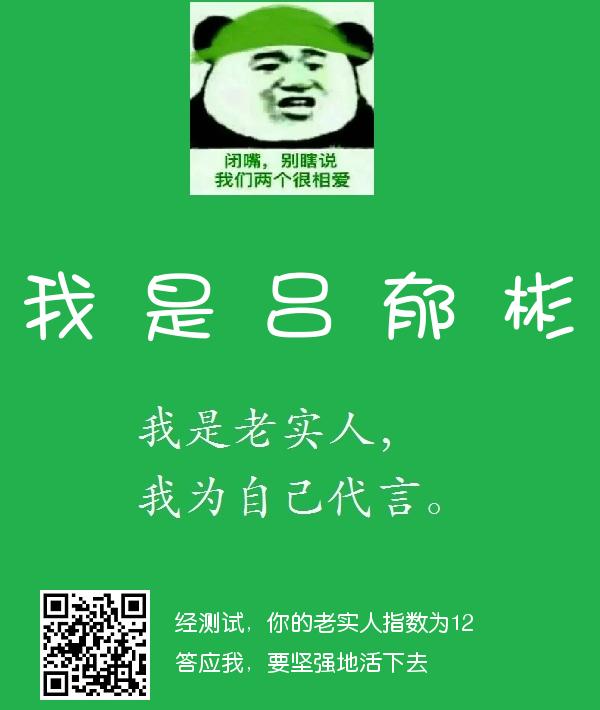 闭嘴，别瞎说
我们两个很相爱
我是吕郁彬
我是老实人，
我为自己代言。
经测试，你的老实人指数为12
答应我，要坚强地活下去